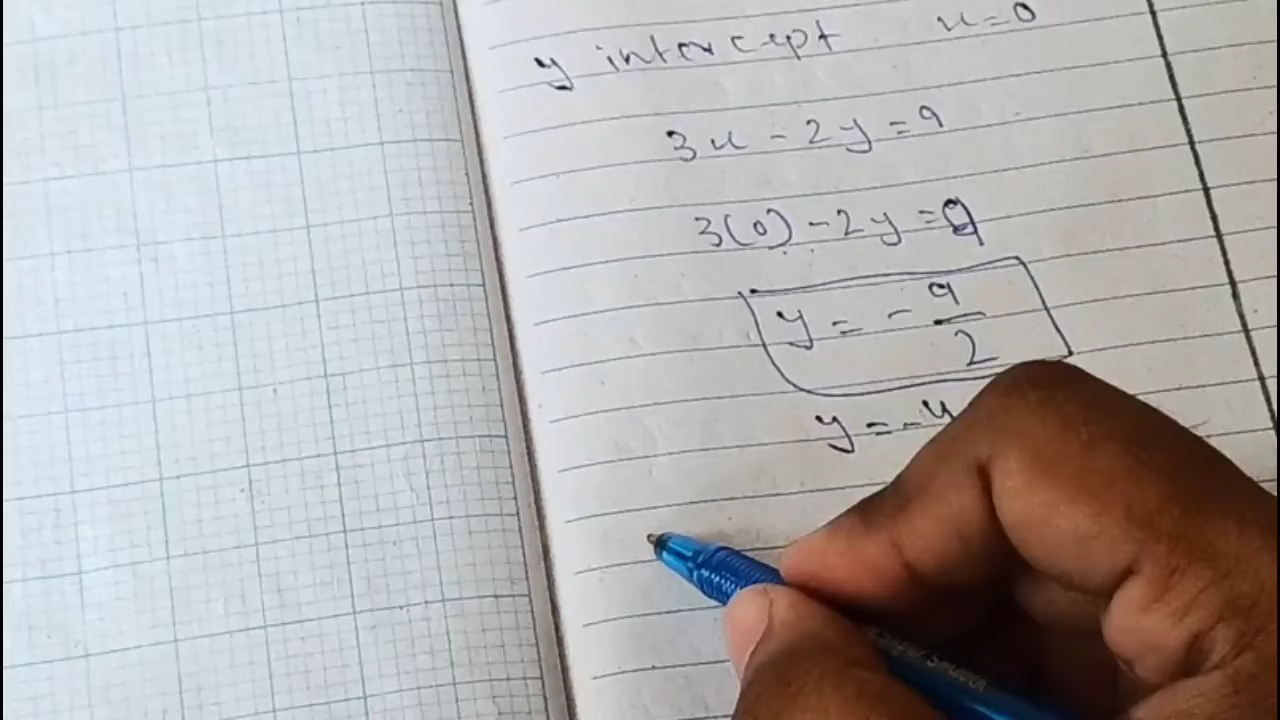 y intercept x=0
3x - 2y = 9
3(0) - 2y = 9
y = - 9/2
y = -4